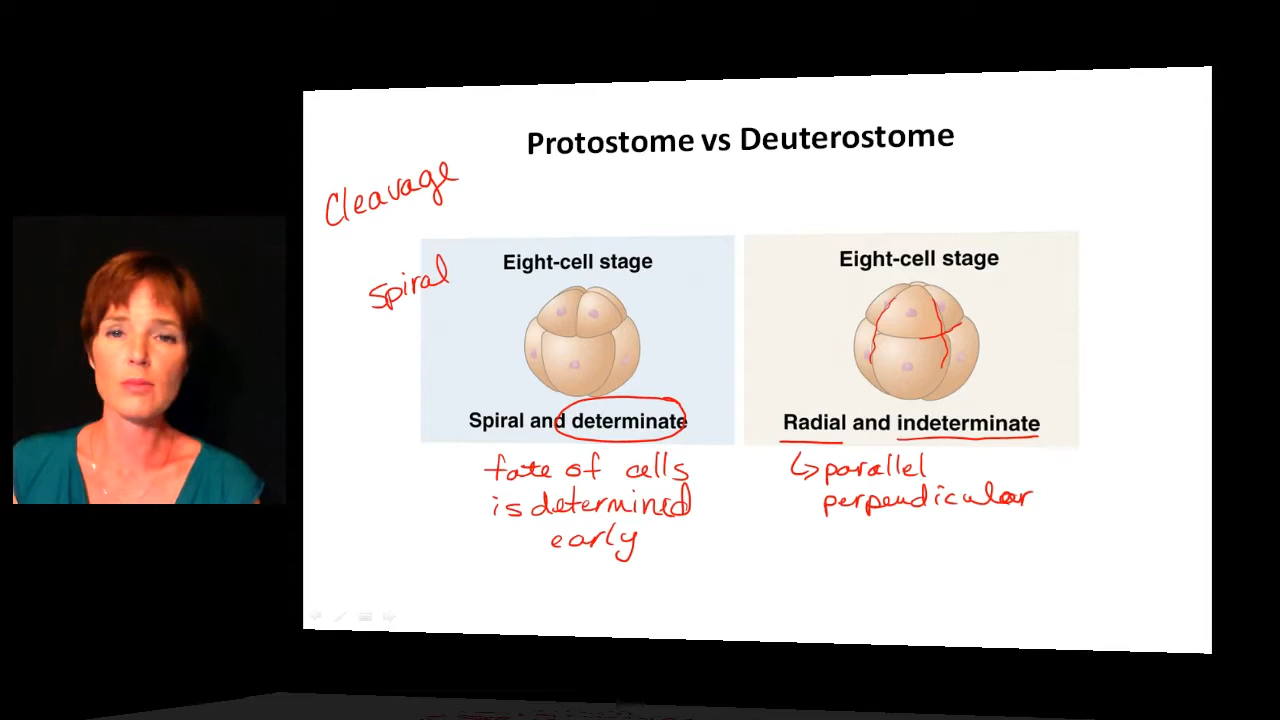 Protostome vs Deuterostome
Cleavage
Spiral
Eight-cell stage
Spiral and determinate
fate of cells
is determined
early
Eight-cell stage
Radial and indeterminate
↳ parallel
perpendicular